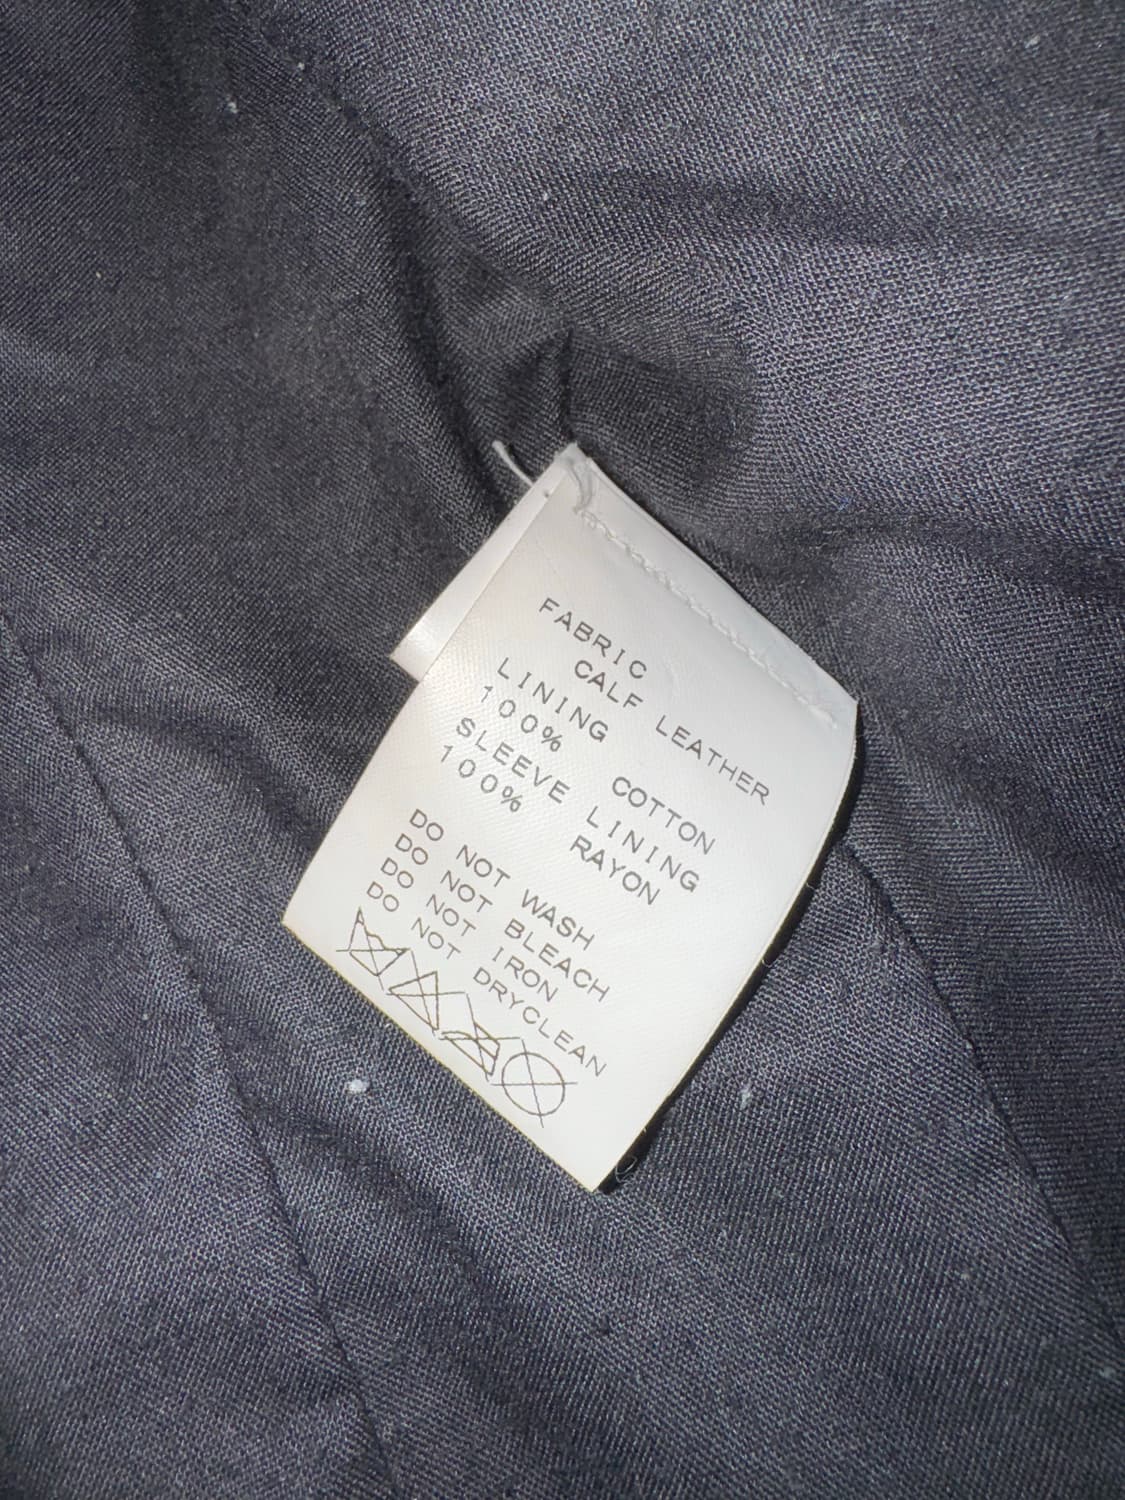 FABRIC
CALF LEATHER
LINING
100% COTTON
SLEEVE LINING
100% RAYON
DO NOT WASH
DO NOT BLEACH
DO NOT IRON
DO NOT DRYCLEAN